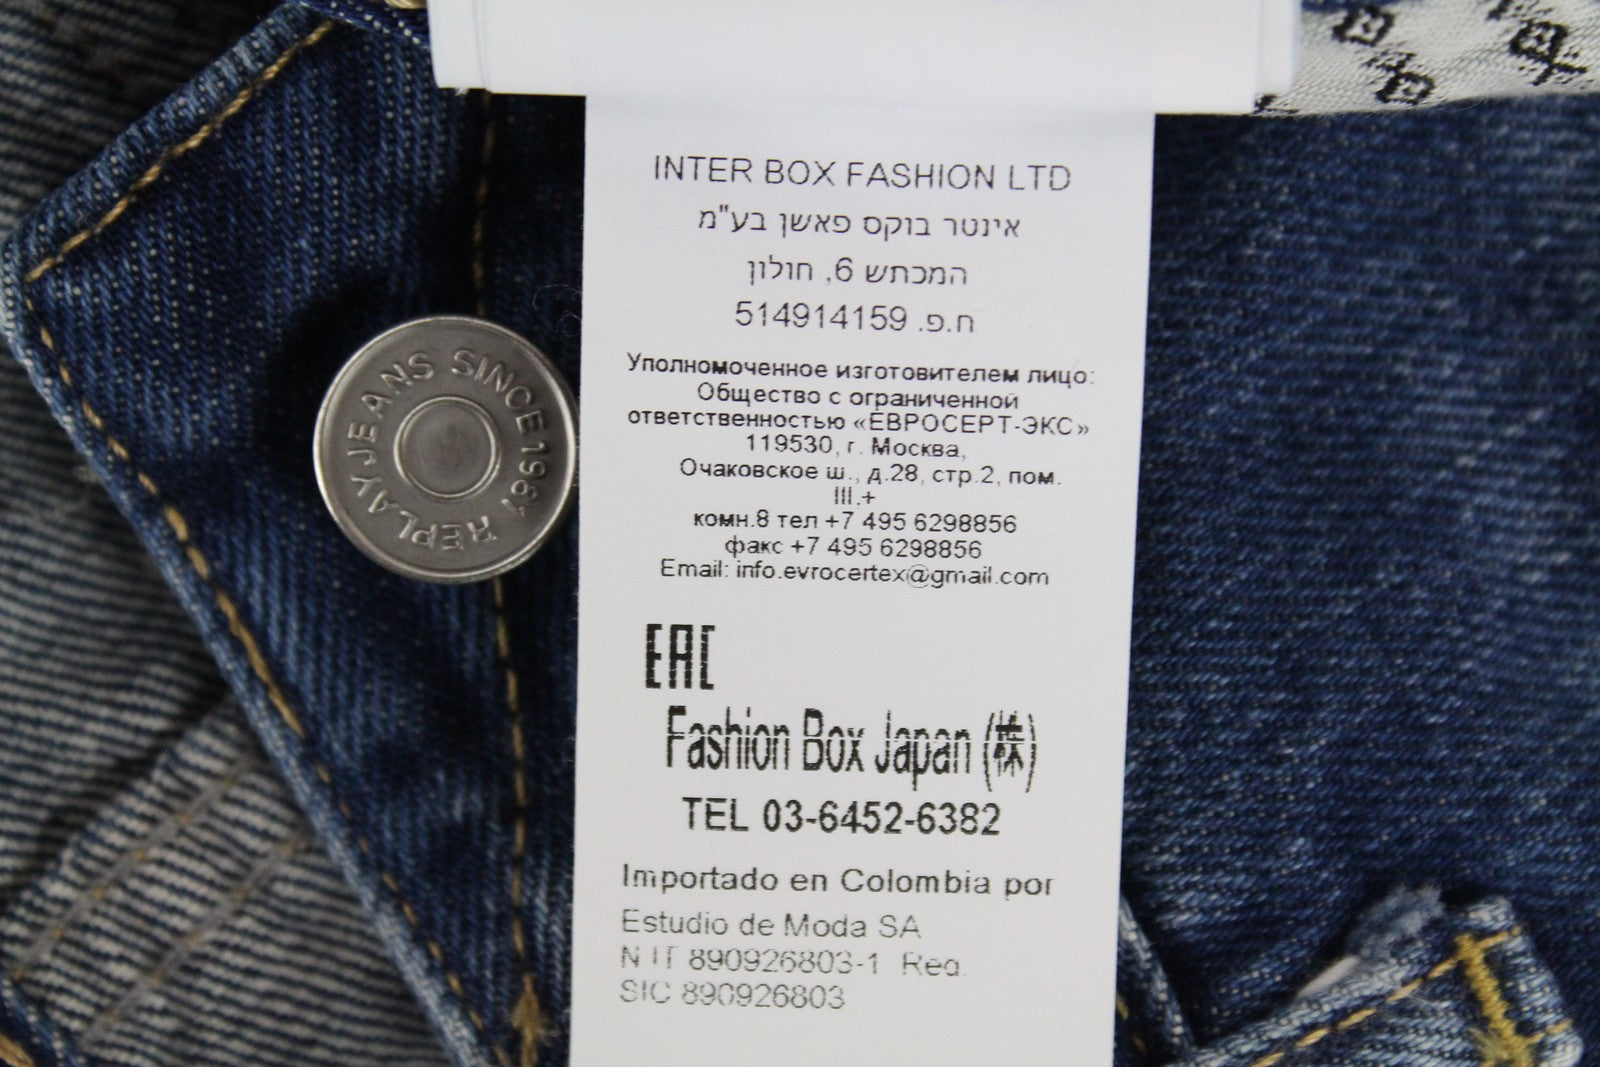 INTER BOX FASHION LTD
אינטר בוקס פאשן בע"מ
המכתש 6, חולון
ח.פ. 514914159
Уполномоченное изготовителем лицо:
Общество с ограниченной
ответственностью «ЕВРОСЕРТ-ЭКС»
119530, г. Москва,
Очаковское ш., д.28, стр.2, пом.
III.+
комн.8 тел +7 495 6298856
факс +7 495 6298856
Email: info.evrocertex@gmail.com
EAC
Fashion Box Japan (株)
TEL 03-6452-6382
Importado en Colombia por
Estudio de Moda SA
NIT 890926803-1 Reg.
SIC 890926803
REPLAY JEANS SINCE 1981